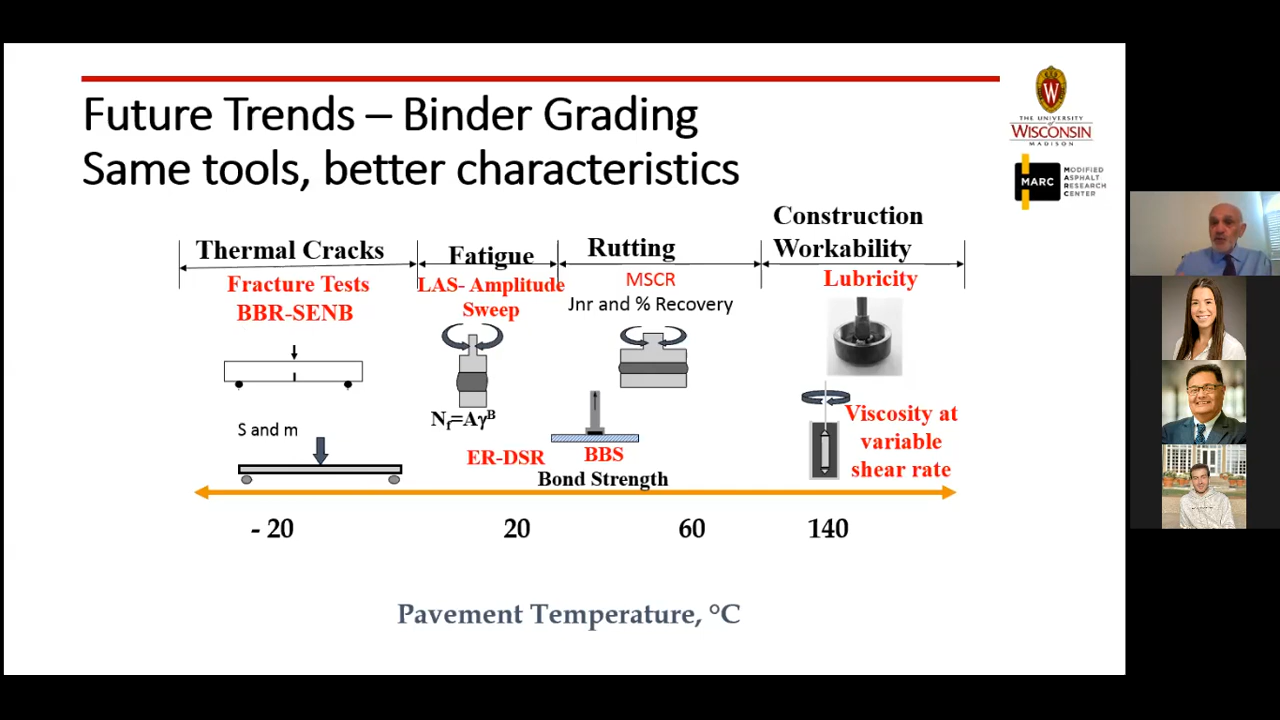 Future Trends – Binder Grading
Same tools, better characteristics
THE UNIVERSITY
of
WISCONSIN
MADISON
MARC
MODIFIED
ASPHALT
RESEARCH
CENTER
Thermal Cracks
Fracture Tests
BBR-SENB
S and m
Fatigue
LAS- Amplitude
Sweep
Nf=AγB
ER-DSR
Rutting
MSCR
Jnr and % Recovery
BBS
Bond Strength
Construction
Workability
Lubricity
Viscosity at
variable
shear rate
- 20
20
60
140
Pavement Temperature, °C